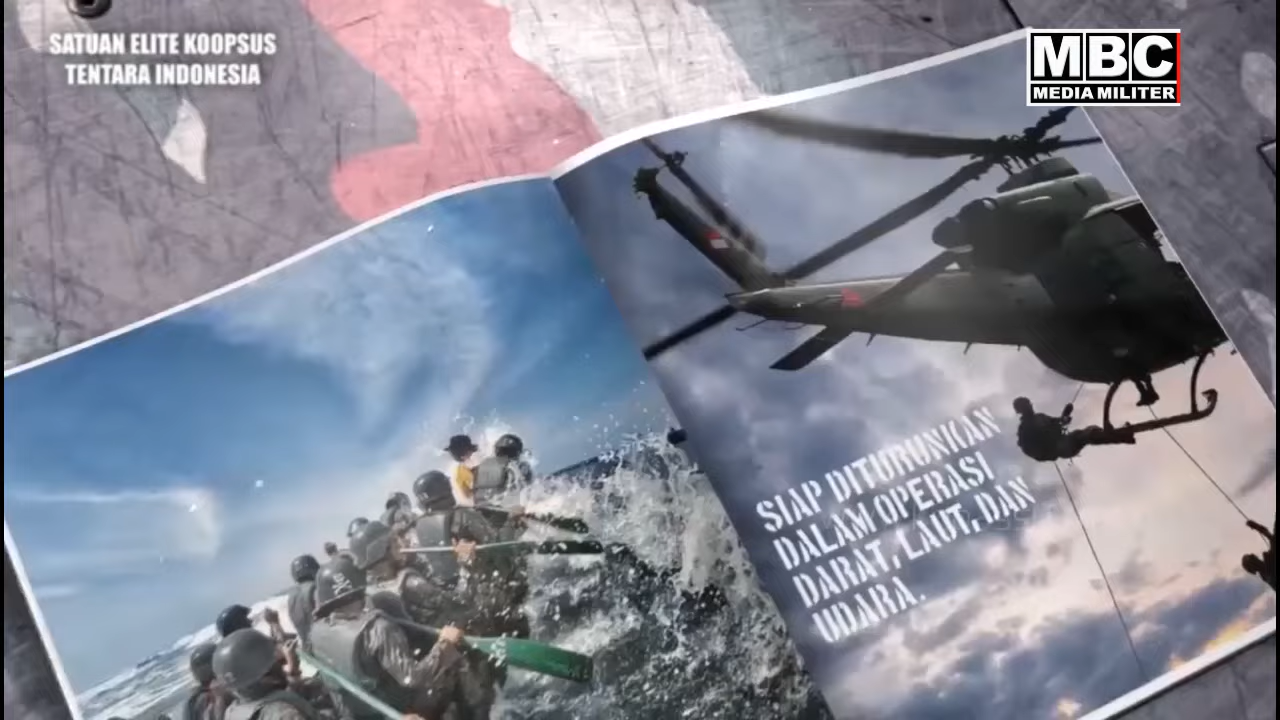 SATUAN ELITE KOOPSUS
TENTARA INDONESIA
MBC
MEDIA MILITER
SIAP DITURUNKAN
DALAM OPERASI
DARAT, LAUT, DAN
UDARA.